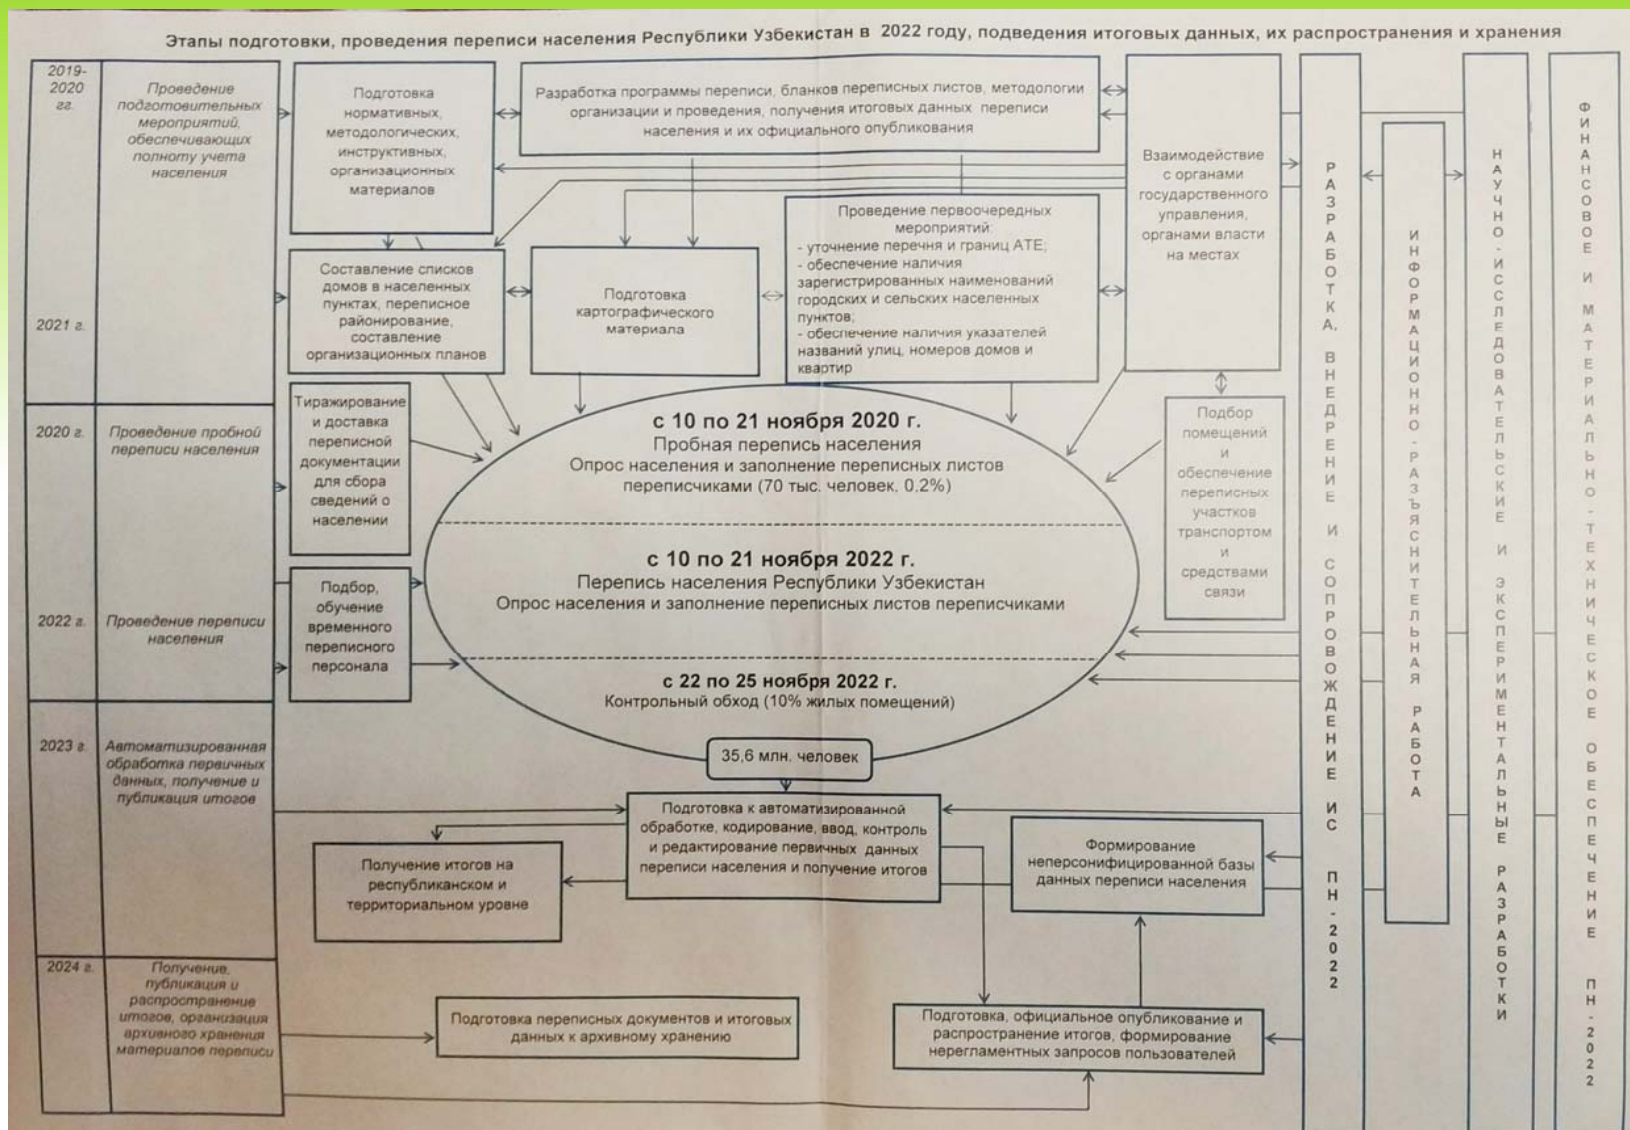 Этапы подготовки, проведения переписи населения Республики Узбекистан в 2022 году, подведения итоговых данных, их распространения и хранения
2019-
2020
гг.
Проведение
подготовительных
мероприятий,
обеспечивающих
полноту учета
населения
Подготовка
нормативных,
методологических,
инструктивных,
организационных
материалов
Разработка программы переписи, бланков переписных листов, методологии
организации и проведения, получения итоговых данных переписи
населения и их официального опубликования
Взаимодействие
с органами
государственного
управления,
органами власти
на местах
2021 г.
Составление списков
домов в населенных
пунктах, переписное
районирование,
составление
организационных планов
Подготовка
картографического
материала
Проведение первоочередных
мероприятий:
- уточнение перечня и границ АТЕ;
- обеспечение наличия
зарегистрированных наименований
городских и сельских населенных
пунктов;
- обеспечение наличия указателей
названий улиц, номеров домов и
квартир
2020 г.
Проведение пробной
переписи населения
Тиражирование
и доставка
переписной
документации
для сбора
сведений о
населении
с 10 по 21 ноября 2020 г.
Пробная перепись населения
Опрос населения и заполнение переписных листов
переписчиками (70 тыс. человек, 0,2%)
Подбор
помещений
и
обеспечение
переписных
участков
транспортом
и
средствами
связи
2022 г.
Проведение переписи
населения
Подбор,
обучение
временного
переписного
персонала
с 10 по 21 ноября 2022 г.
Перепись населения Республики Узбекистан
Опрос населения и заполнение переписных листов переписчиками
с 22 по 25 ноября 2022 г.
Контрольный обход (10% жилых помещений)
35,6 млн. человек
2023 г.
Автоматизированная
обработка первичных
данных, получение и
публикация итогов
Подготовка к автоматизированной
обработке, кодирование, ввод, контроль
и редактирование первичных данных
переписи населения и получение итогов
Получение итогов на
республиканском и
территориальном уровне
Формирование
неперсонифицированной базы
данных переписи населения
2024 г.
Получение,
публикация и
распространение
итогов, организация
архивного хранения
материалов переписи
Подготовка переписных документов и итоговых
данных к архивному хранению
Подготовка, официальное опубликование и
распространение итогов, формирование
нерегламентных запросов пользователей
РАЗРАБОТКА, ВНЕДРЕНИЕ И СОПРОВОЖДЕНИЕ ИС ПН-2022
ИНФОРМАЦИОННО-РАЗЪЯСНИТЕЛЬНАЯ РАБОТА
НАУЧНО-ИССЛЕДОВАТЕЛЬСКИЕ И ЭКСПЕРИМЕНТАЛЬНЫЕ РАЗРАБОТКИ
ФИНАНСОВОЕ И МАТЕРИАЛЬНО-ТЕХНИЧЕСКОЕ ОБЕСПЕЧЕНИЕ ПН-2022